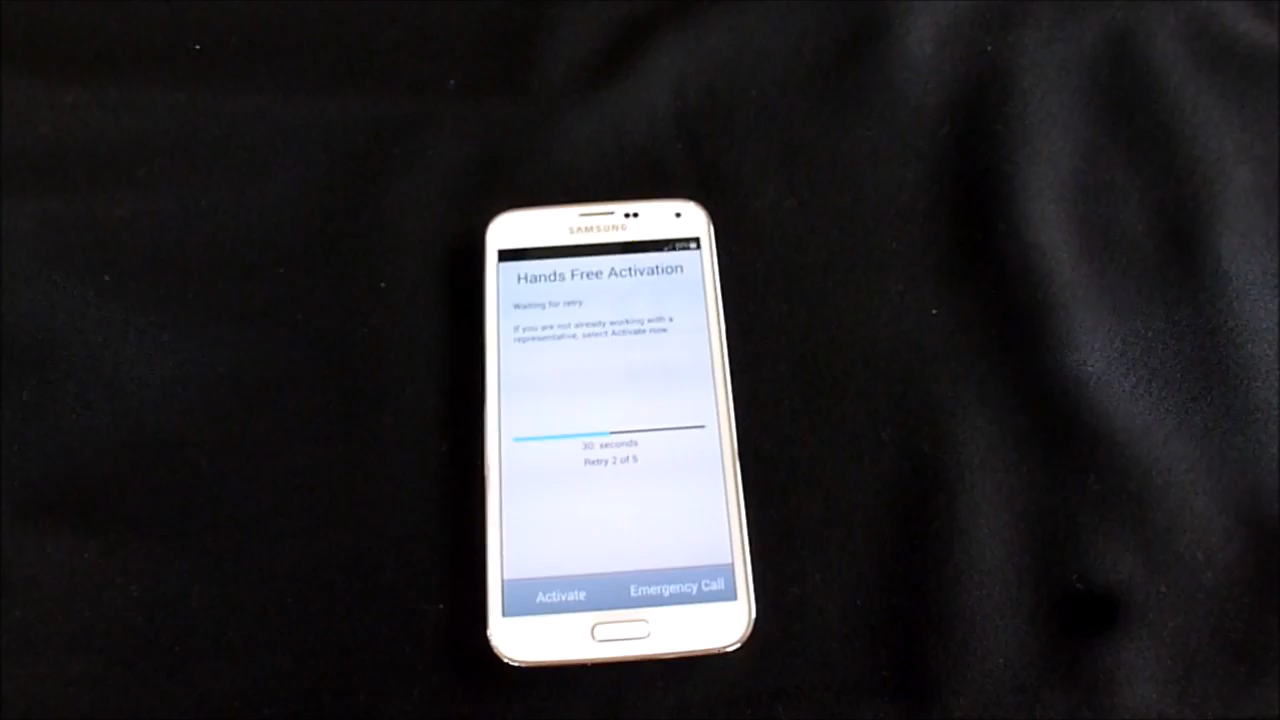 SAMSUNG
Hands Free Activation
Waiting for retry
If you are not already working with a
representative, select Activate now
30 seconds
Retry 2 of 5
Activate Emergency Call